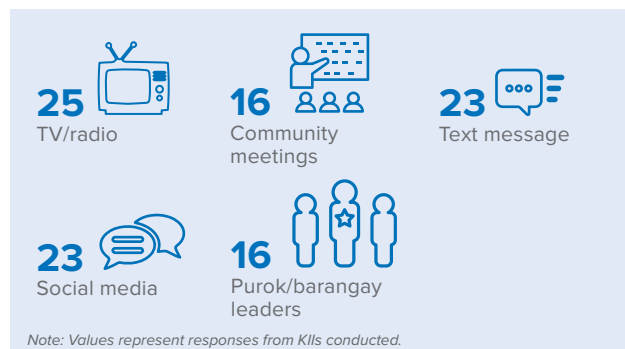 25
TV/radio
16
Community
meetings
23
Text message
23
Social media
16
Purok/barangay
leaders
Note: Values represent responses from KIIs conducted.